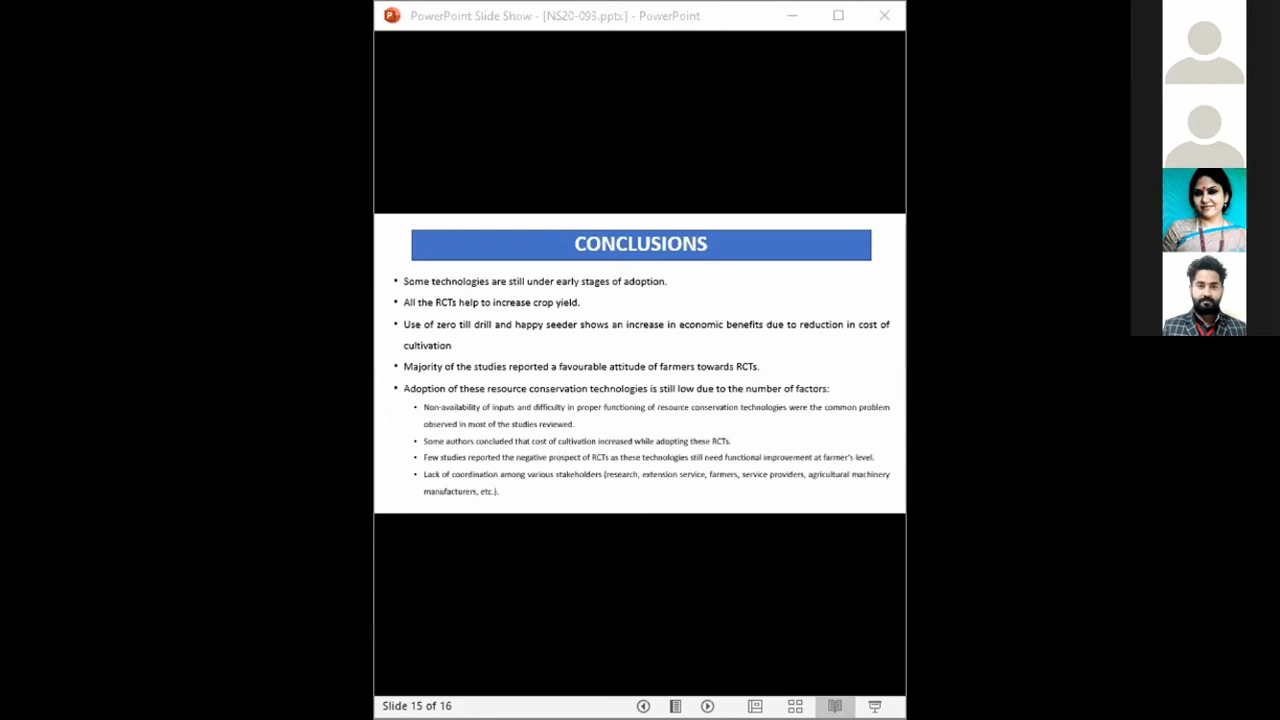 PowerPoint Slide Show - [NS20-093.pptx] - PowerPoint
CONCLUSIONS
• Some technologies are still under early stages of adoption.
• All the RCTs help to increase crop yield.
• Use of zero till drill and happy seeder shows an increase in economic benefits due to reduction in cost of
cultivation
• Majority of the studies reported a favourable attitude of farmers towards RCTs.
• Adoption of these resource conservation technologies is still low due to the number of factors:
• Non-availability of inputs and difficulty in proper functioning of resource conservation technologies were the common problem
observed in most of the studies reviewed.
• Some authors concluded that cost of cultivation increased while adopting these RCTs.
• Few studies reported the negative prospect of RCTs as these technologies still need functional improvement at farmer's level.
• Lack of coordination among various stakeholders (research, extension service, farmers, service providers, agricultural machinery
manufacturers, etc.).
Slide 15 of 16